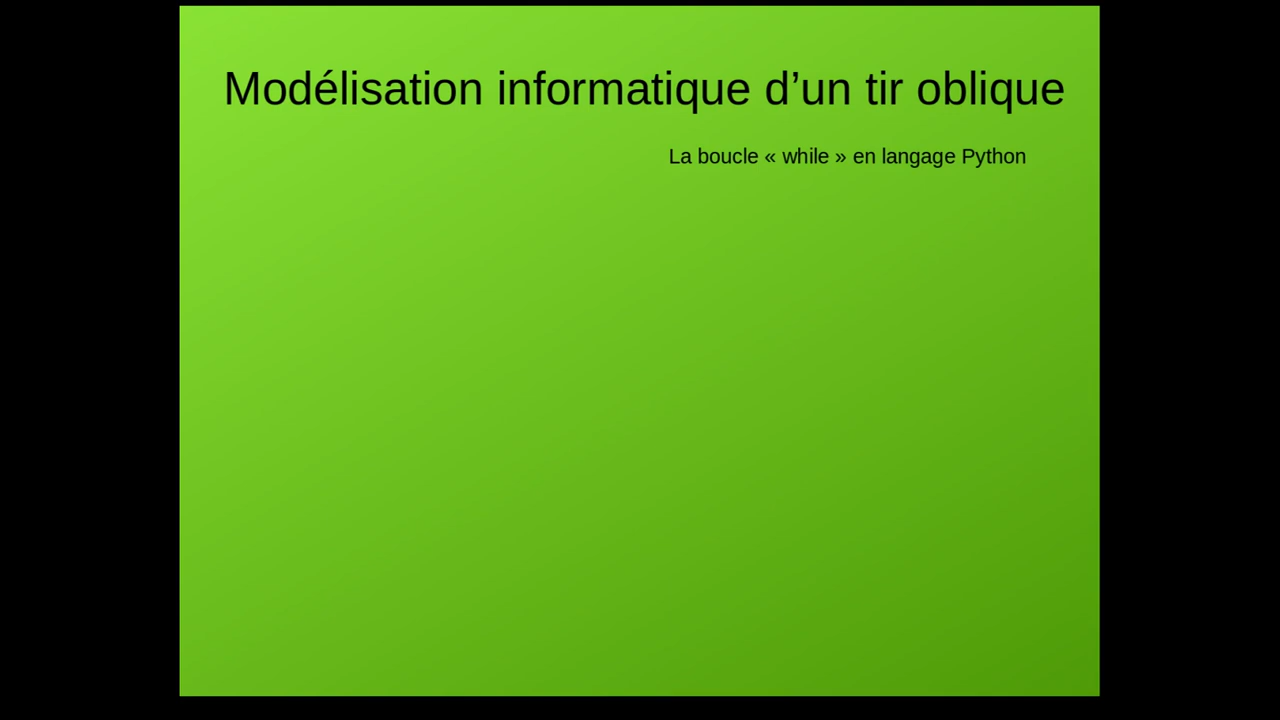 Modélisation informatique d’un tir oblique
La boucle « while » en langage Python